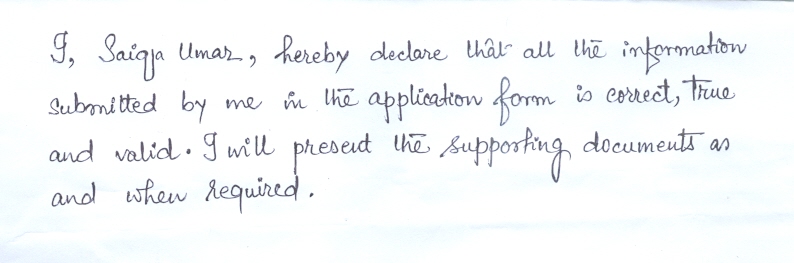 I, Saiqja Umar, hereby declare that all the information
submitted by me in the application form is correct, True
and valid. I will present the supporting documents as
and when required.